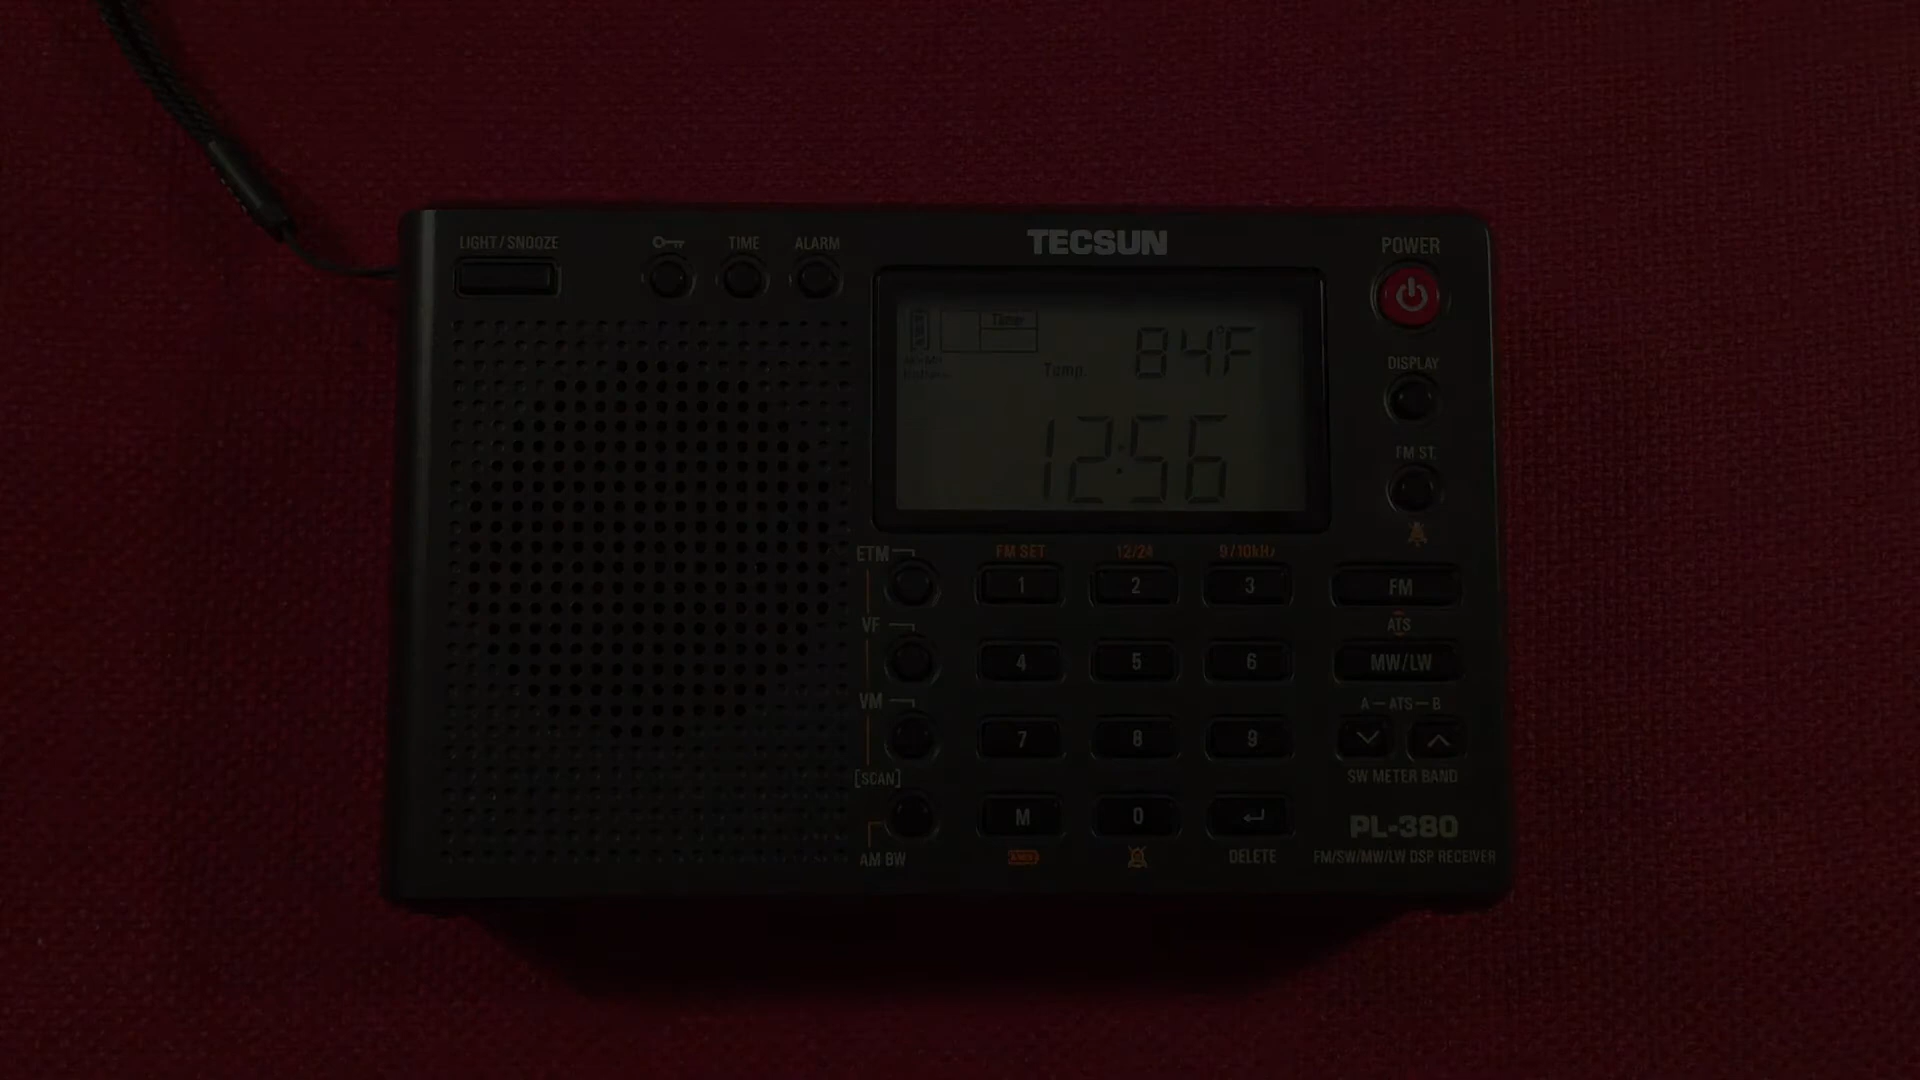 LIGHT/SNOOZE
TIME
ALARM
TECSUN
POWER
Time
84°F
Temp.
12:56
DISPLAY
FM ST.
ETM
FM SET
12/24
9/10kHz
1
2
3
FM
VF
ATS
4
5
6
MW/LW
VM
A—ATS—B
7
8
9
[SCAN]
SW METER BAND
M
0
PL-380
AM BW
DELETE
FM/SW/MW/LW DSP RECEIVER